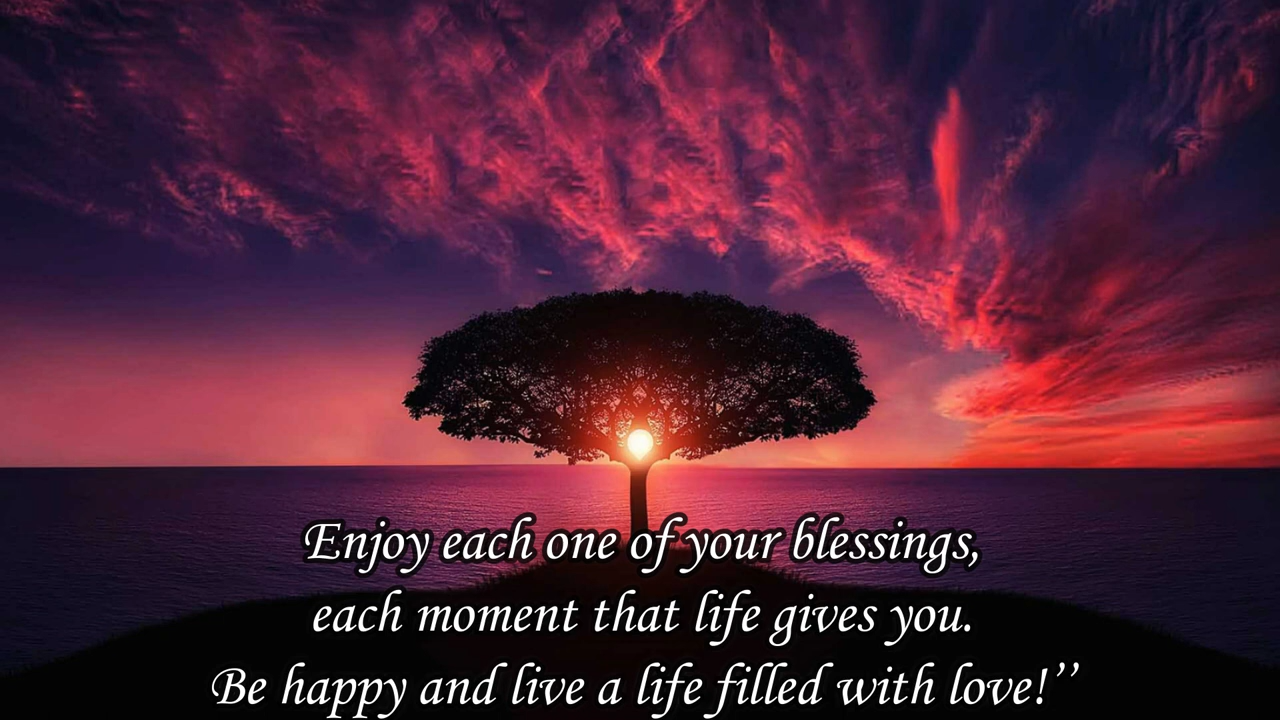 Enjoy each one of your blessings,
each moment that life gives you.
Be happy and live a life filled with love!’’